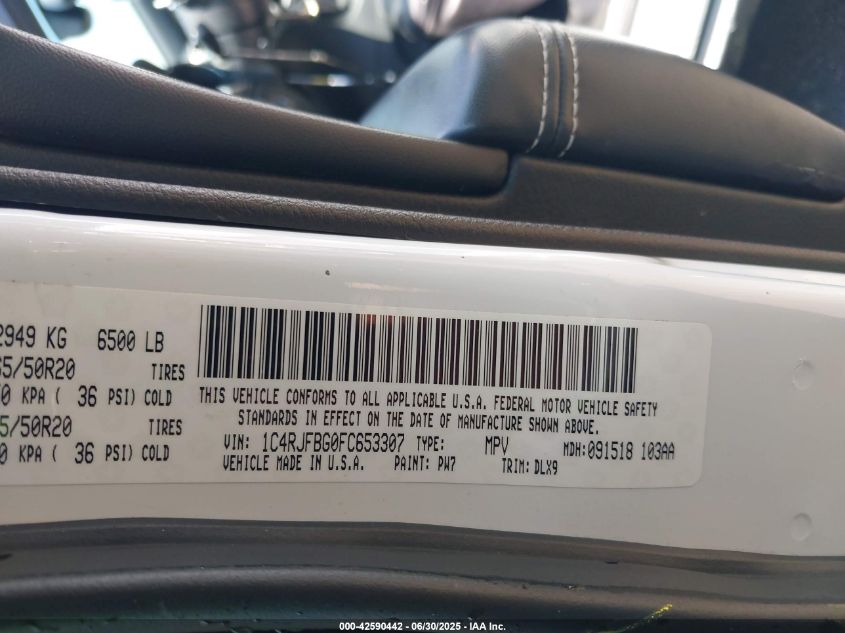 2949 KG 6500 LB
65/50R20 TIRES
0 KPA ( 36 PSI) COLD
5/50R20 TIRES
0 KPA ( 36 PSI) COLD
THIS VEHICLE CONFORMS TO ALL APPLICABLE U.S.A. FEDERAL MOTOR VEHICLE SAFETY
STANDARDS IN EFFECT ON THE DATE OF MANUFACTURE SHOWN ABOVE.
VIN: 1C4RJFBG0FC653307 TYPE: MPV MDH:091518 103AA
VEHICLE MADE IN U.S.A. PAINT: PW7 TRIM: DLX9
000-42590442 - 06/30/2025 - IAA Inc.